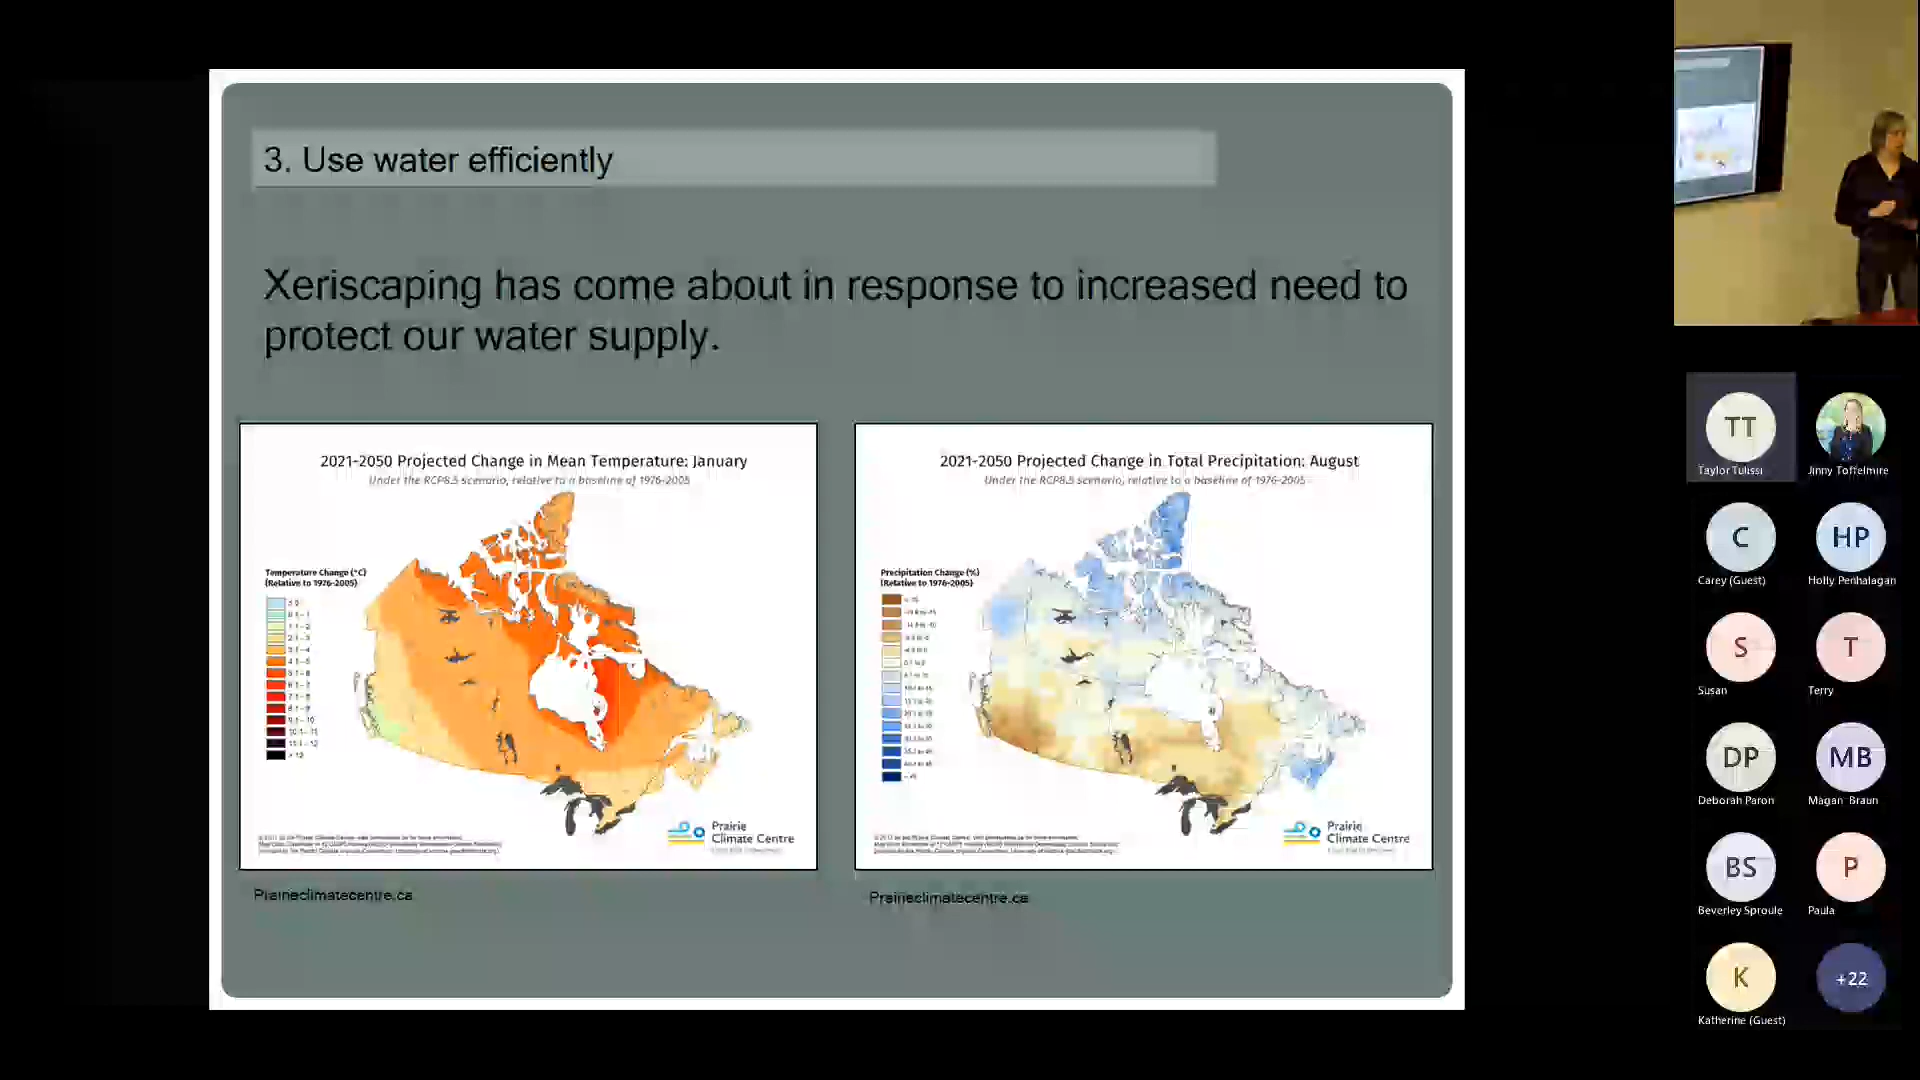 3. Use water efficiently
Xeriscaping has come about in response to increased need to
protect our water supply.
2021-2050 Projected Change in Mean Temperature: January
Under the RCP8.5 scenario, relative to a baseline of 1976-2005
Temperature Change (°C)
(Relative to 1976-2005)
Prairie
Climate Centre
Prairieclimatecentre.ca
2021-2050 Projected Change in Total Precipitation: August
Under the RCP8.5 scenario, relative to a baseline of 1976-2005
Precipitation Change (%)
(Relative to 1976-2005)
Prairie
Climate Centre
Prairieclimatecentre.ca
TT
Taylor Tulissi
Jinny Toffelmire
C
Carey (Guest)
HP
Holly Penhalagan
S
Susan
T
Terry
DP
Deborah Paron
MB
Magan Braun
BS
Beverley Sproule
P
Paula
K
Katherine (Guest)
+22